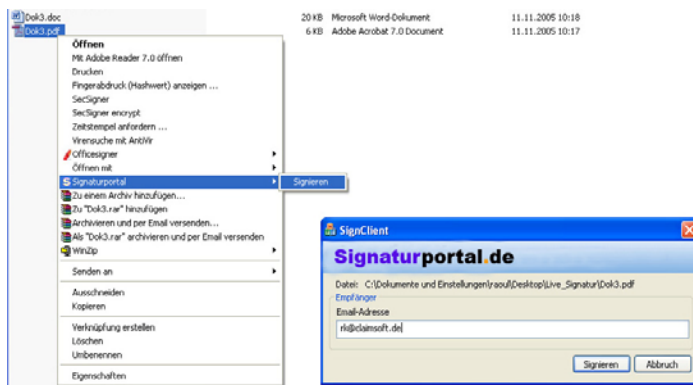 Dok3.doc 20 KB Microsoft Word-Dokument 11.11.2005 10:18
Dok3.pdf 6 KB Adobe Acrobat 7.0 Document 11.11.2005 10:17
Öffnen
Mit Adobe Reader 7.0 öffnen
Drucken
Fingerabdruck (Hashwert) anzeigen ...
SecSigner
SecSigner encrypt
Zeitstempel anfordern ...
Virensuche mit AntiVir
Officesigner
Öffnen mit
Signaturportal
Signieren
Zu einem Archiv hinzufügen...
Zu "Dok3.rar" hinzufügen
Archivieren und per Email versenden...
Als "Dok3.rar" archivieren und per Email versenden
WinZip
Senden an
Ausschneiden
Kopieren
Verknüpfung erstellen
Löschen
Umbenennen
Eigenschaften
SignClient
Signaturportal.de
Datei: C:\Dokumente und Einstellungen\raoul\Desktop\Live_Signatur\Dok3.pdf
Empfänger
Email-Adresse
rk@claimsoft.de
Signieren Abbruch